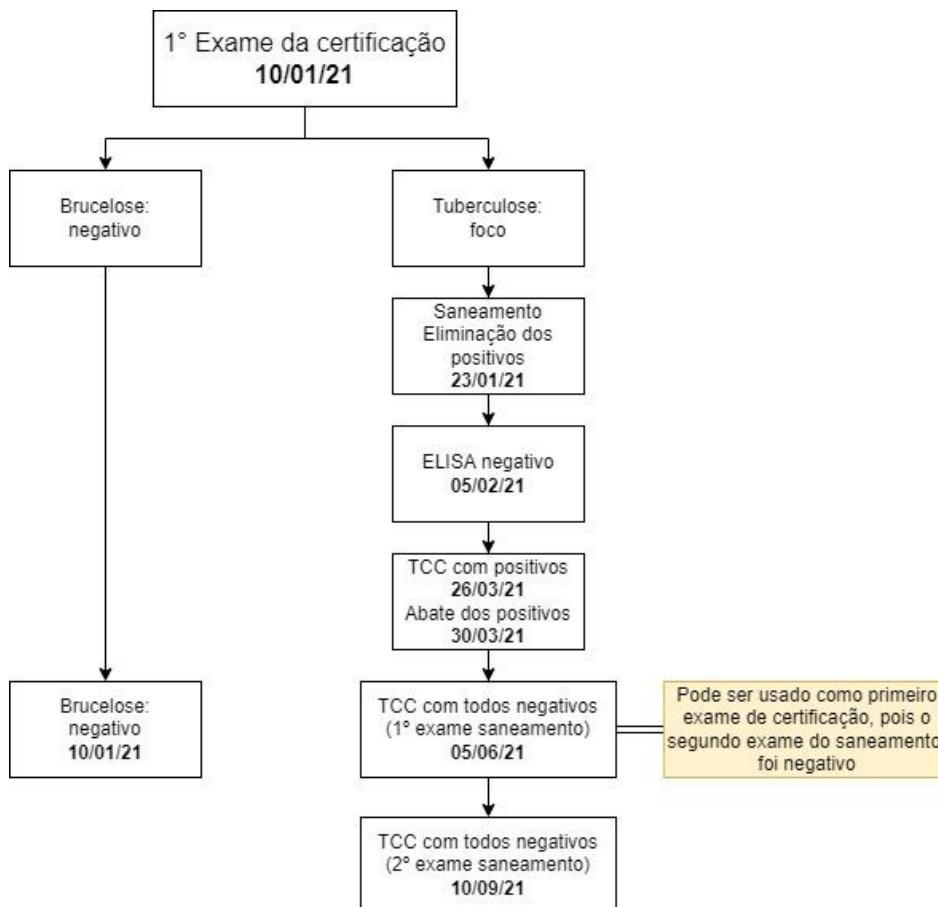 1° Exame da certificação
10/01/21
Brucelose:
negativo
Tuberculose:
foco
Saneamento
Eliminação dos
positivos
23/01/21
ELISA negativo
05/02/21
TCC com positivos
26/03/21
Abate dos positivos
30/03/21
Brucelose:
negativo
10/01/21
TCC com todos negativos
(1º exame saneamento)
05/06/21
Pode ser usado como primeiro
exame de certificação, pois o
segundo exame do saneamento
foi negativo
TCC com todos negativos
(2º exame saneamento)
10/09/21